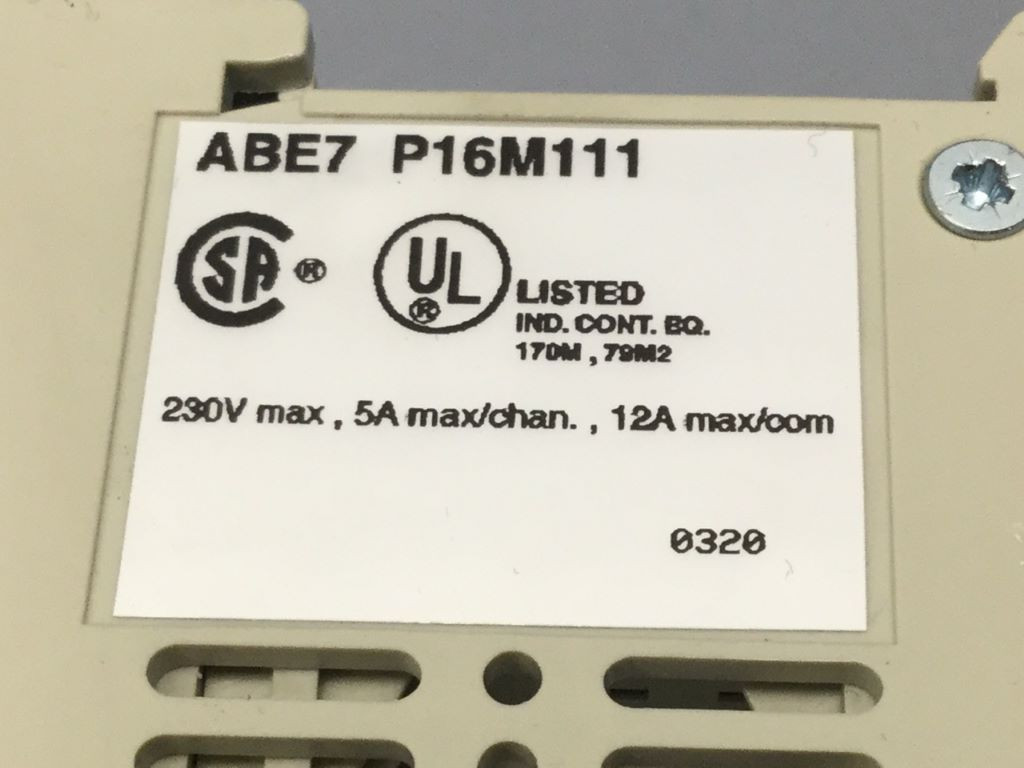 ABE7 P16M111
SA ®
UL ®
LISTED
IND. CONT. EQ.
170M , 79M2
230V max , 5A max/chan. , 12A max/com
0320